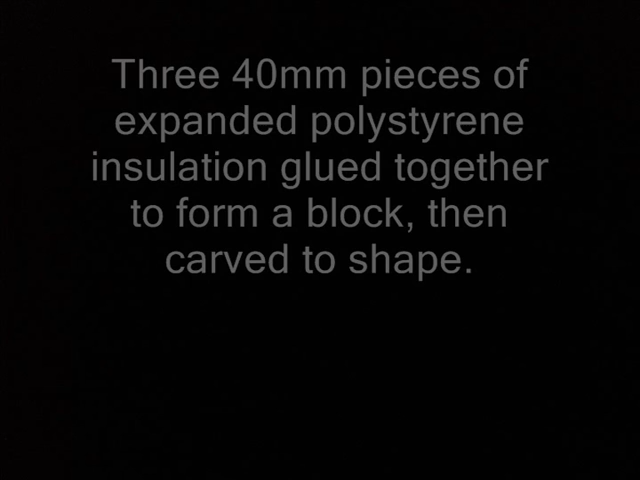 Three 40mm pieces of
expanded polystyrene
insulation glued together
to form a block, then
carved to shape.